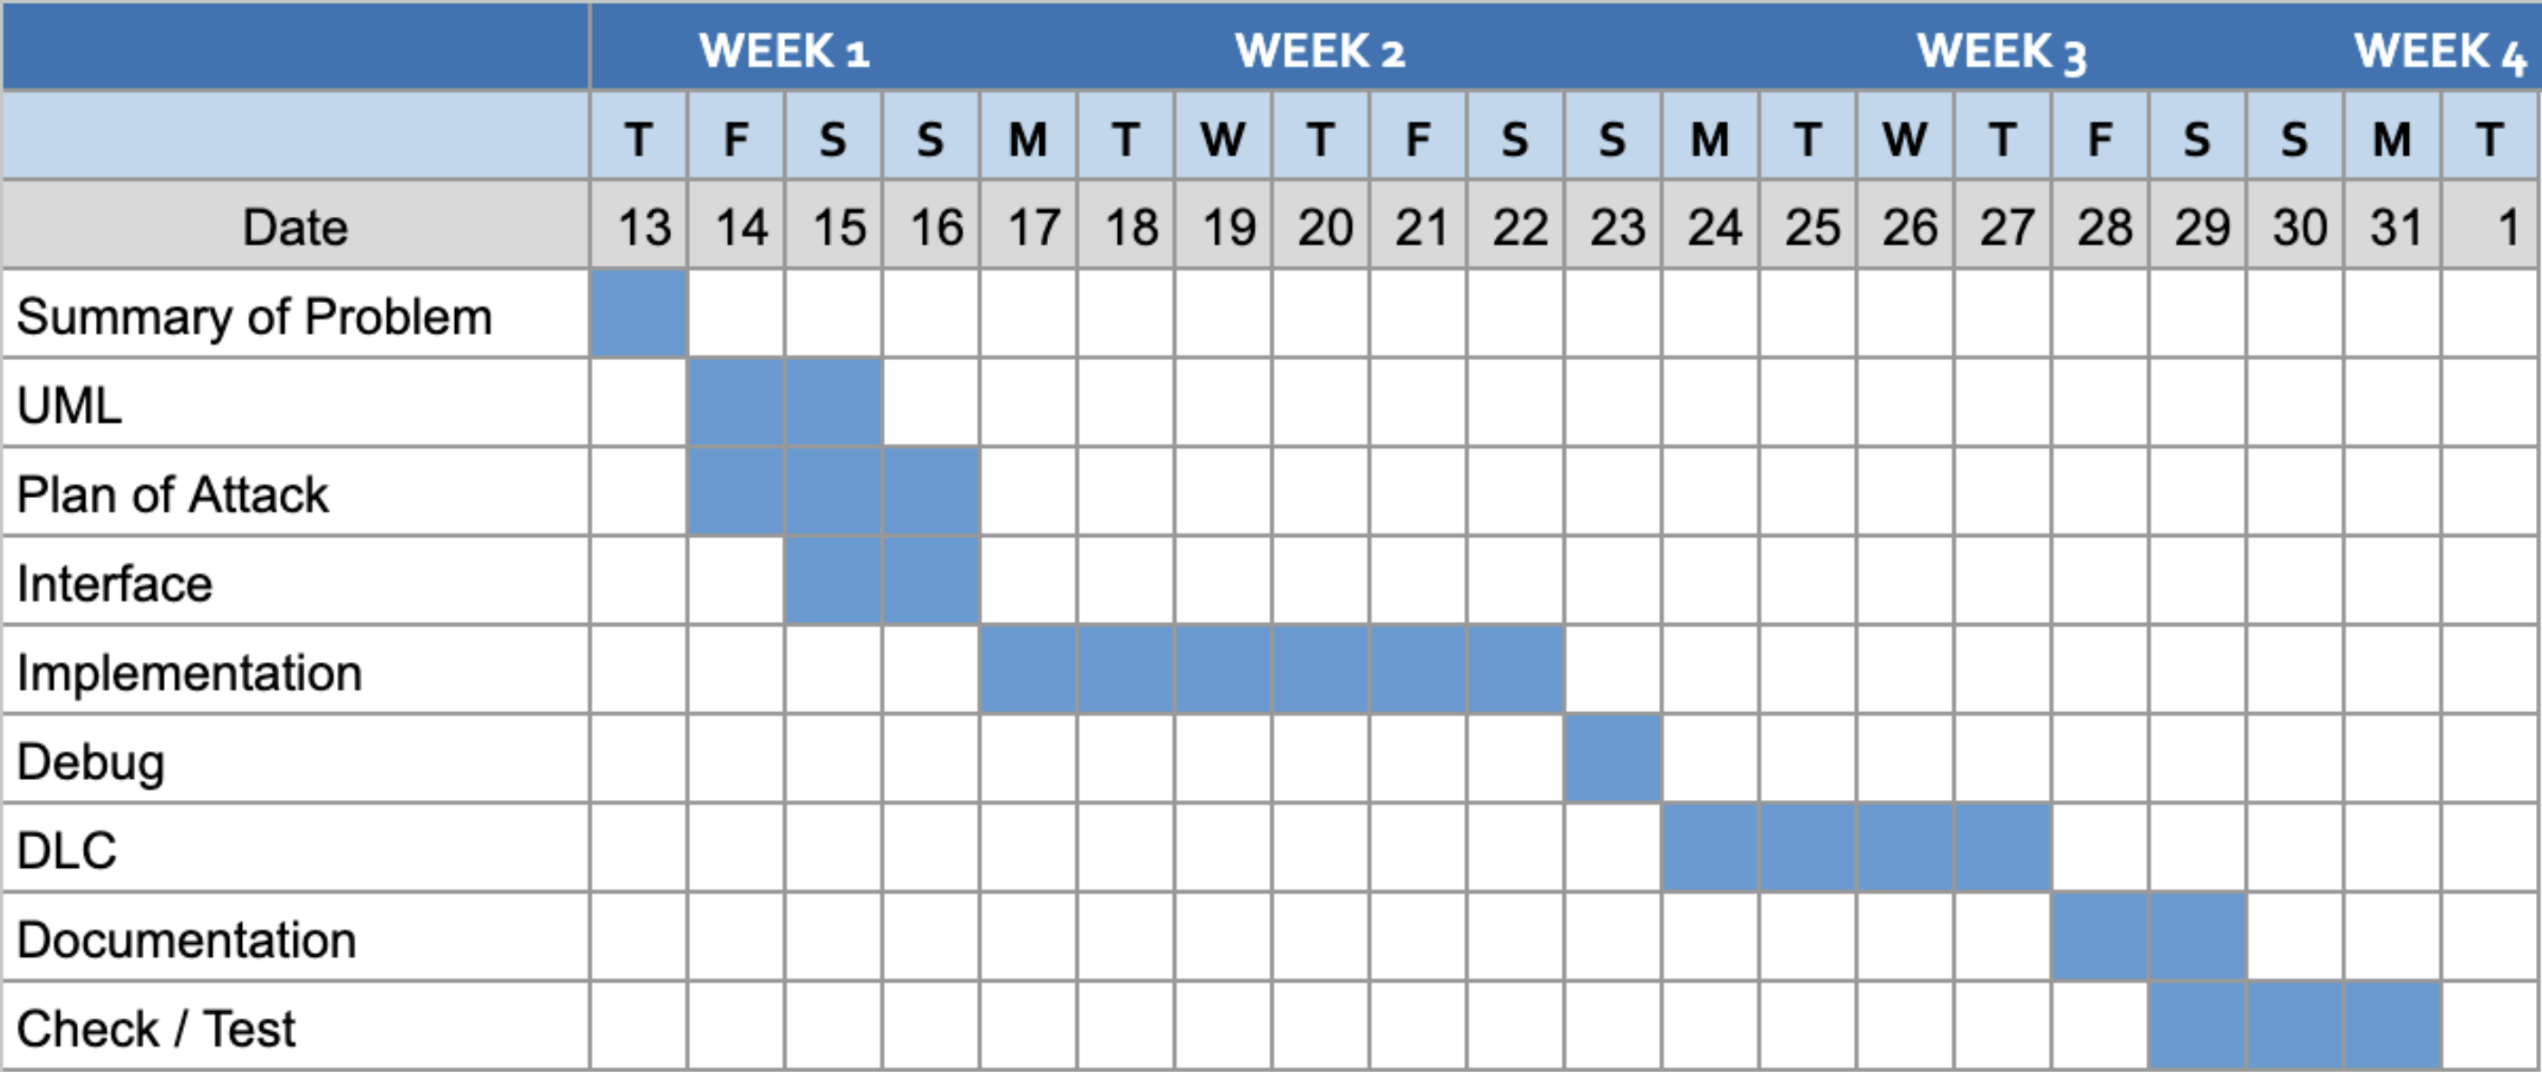 WEEK 1 WEEK 2 WEEK 3 WEEK 4
T F S S M T W T F S S M T W T F S S M T
Date 13 14 15 16 17 18 19 20 21 22 23 24 25 26 27 28 29 30 31 1
Summary of Problem
UML
Plan of Attack
Interface
Implementation
Debug
DLC
Documentation
Check / Test